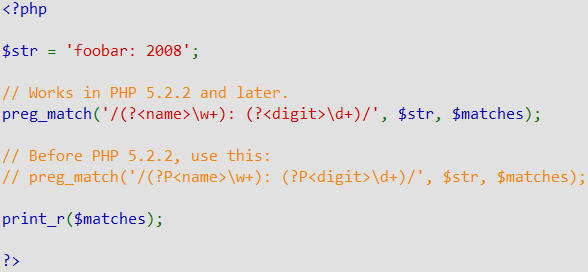 <?php
$str = 'foobar: 2008';
// Works in PHP 5.2.2 and later.
preg_match('/(?<name>\w+): (?<digit>\d+)/', $str, $matches);
// Before PHP 5.2.2, use this:
// preg_match('/(?P<name>\w+): (?P<digit>\d+)/', $str, $matches);
print_r($matches);
?>